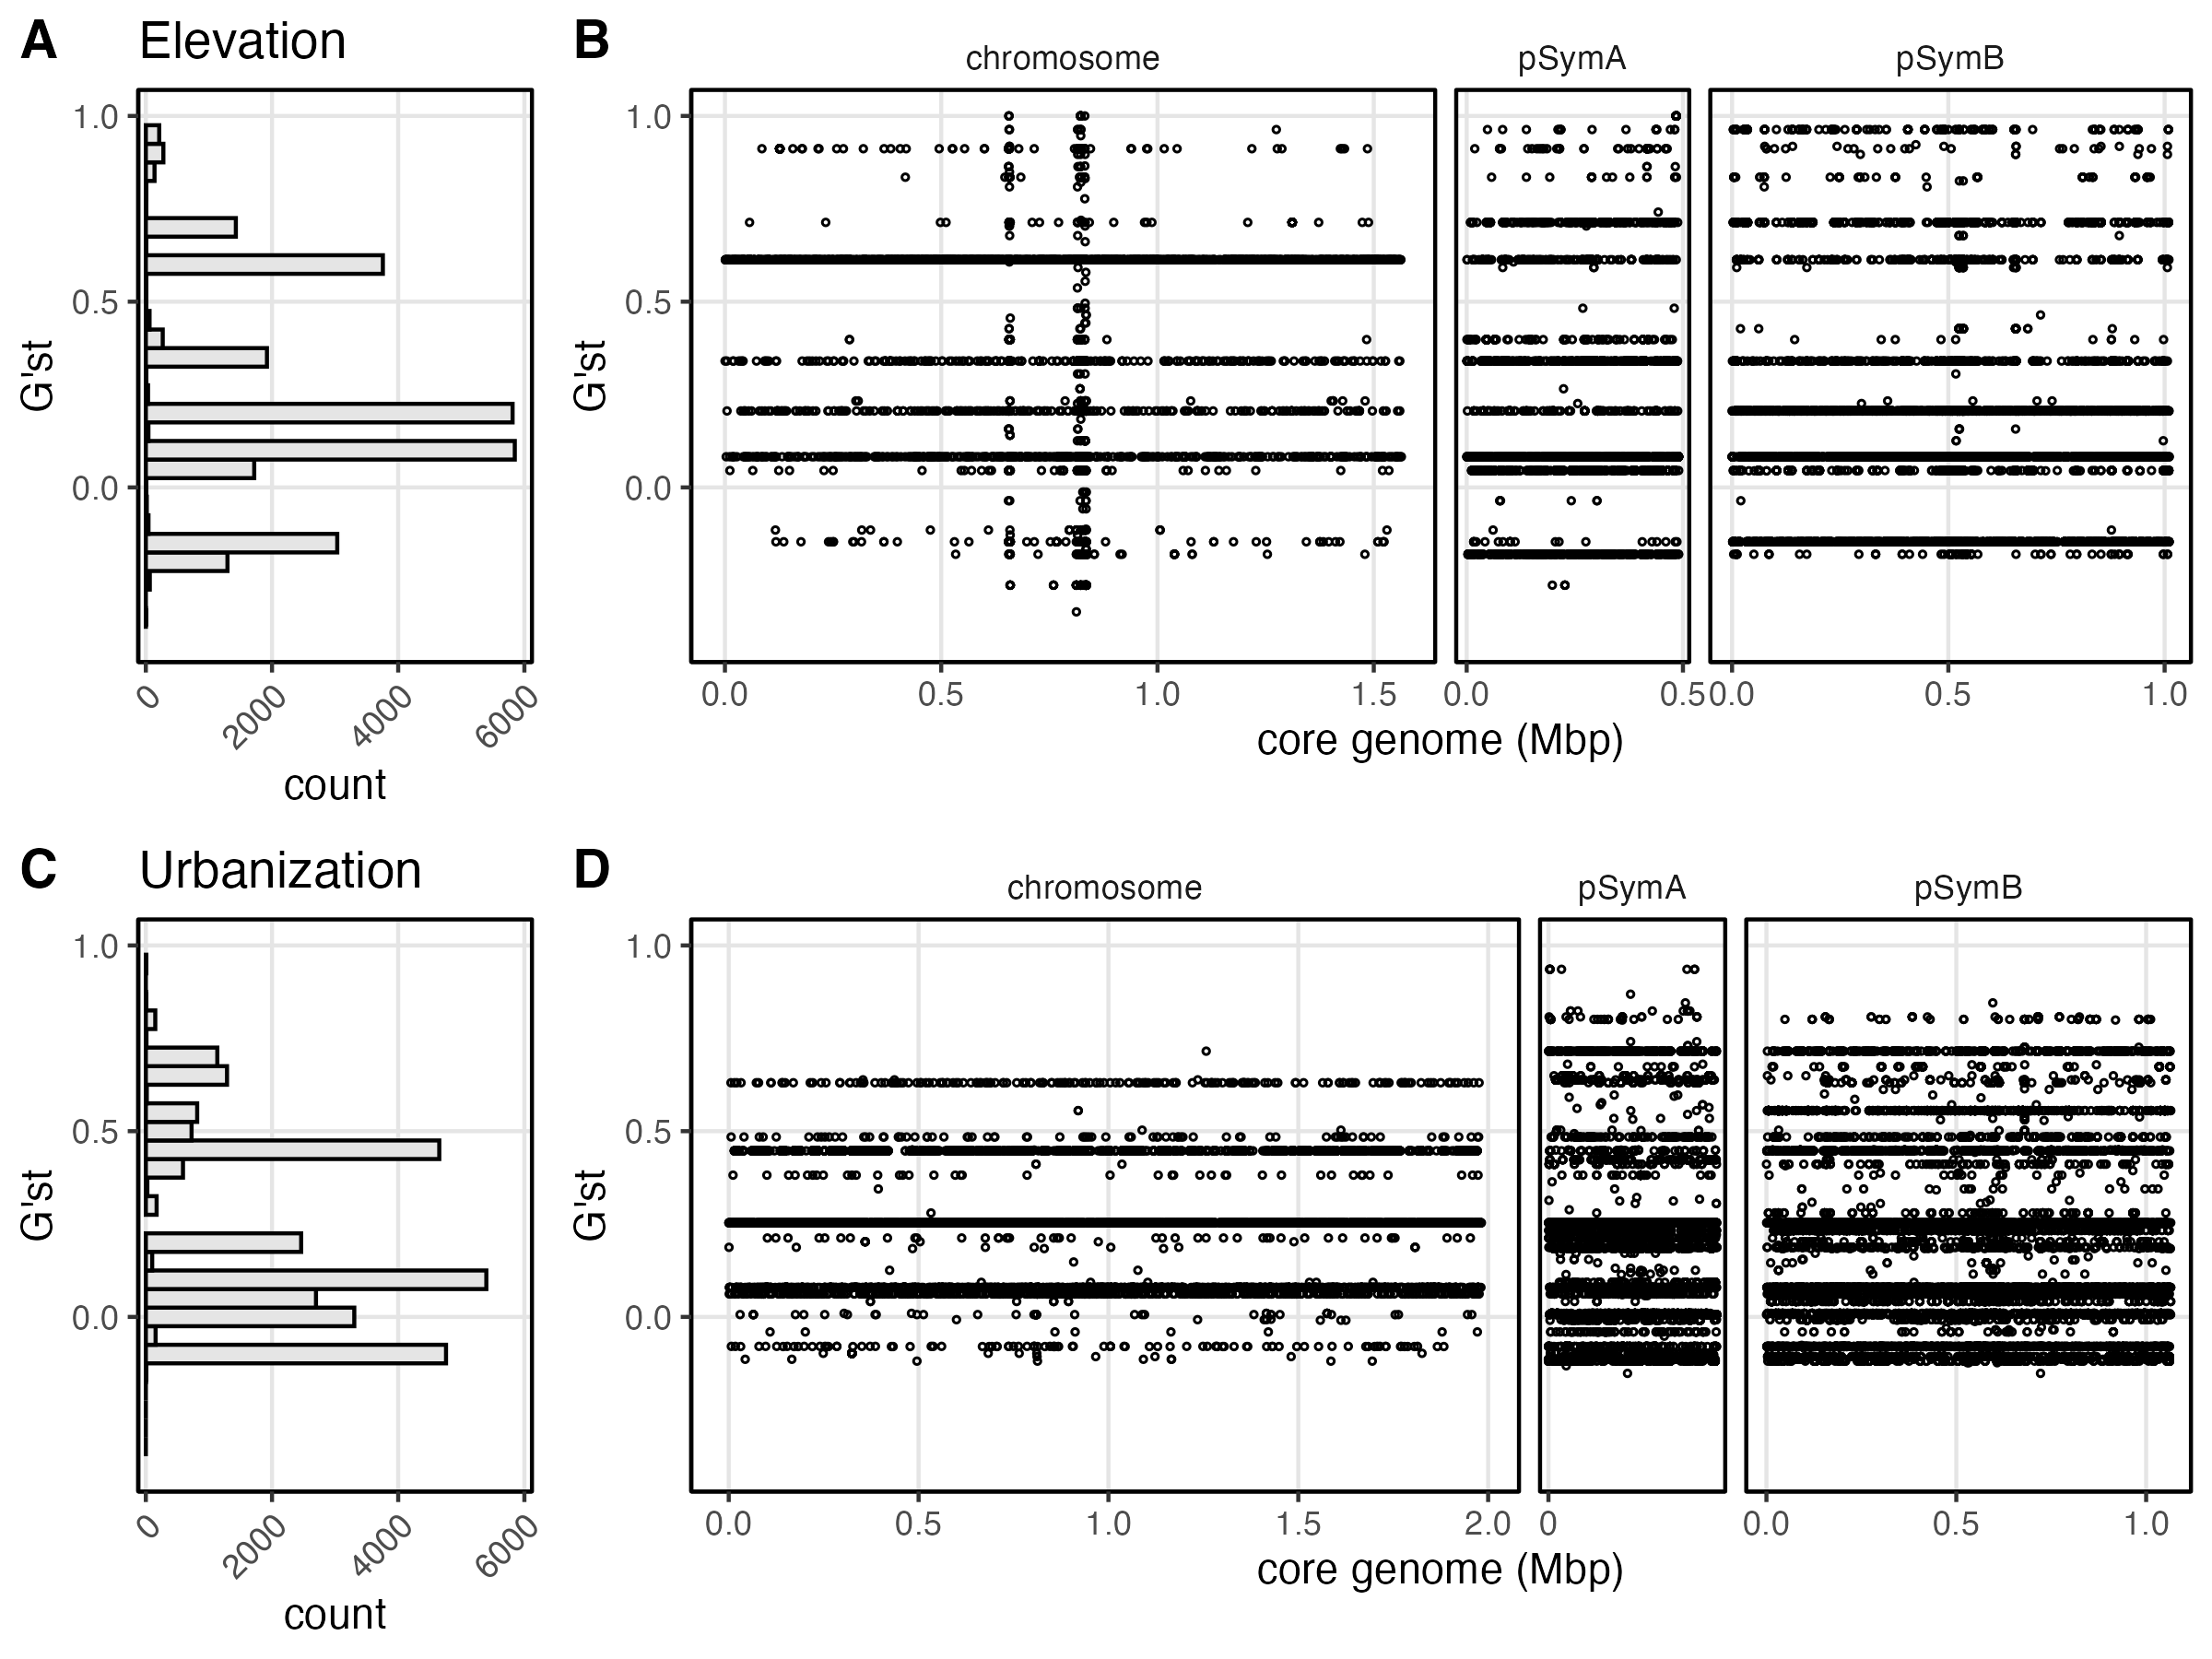 A Elevation
B
chromosome pSymA pSymB
1.0
0.5
0.0
G'st
0 2000 4000 6000
count
1.0
0.5
0.0
G'st
0.0 0.5 1.0 1.5 0.0 0.5 0.0 0.5 1.0
core genome (Mbp)
C Urbanization
D
chromosome pSymA pSymB
1.0
0.5
0.0
G'st
0 2000 4000 6000
count
1.0
0.5
0.0
G'st
0.0 0.5 1.0 1.5 2.0 0 0.0 0.5 1.0
core genome (Mbp)